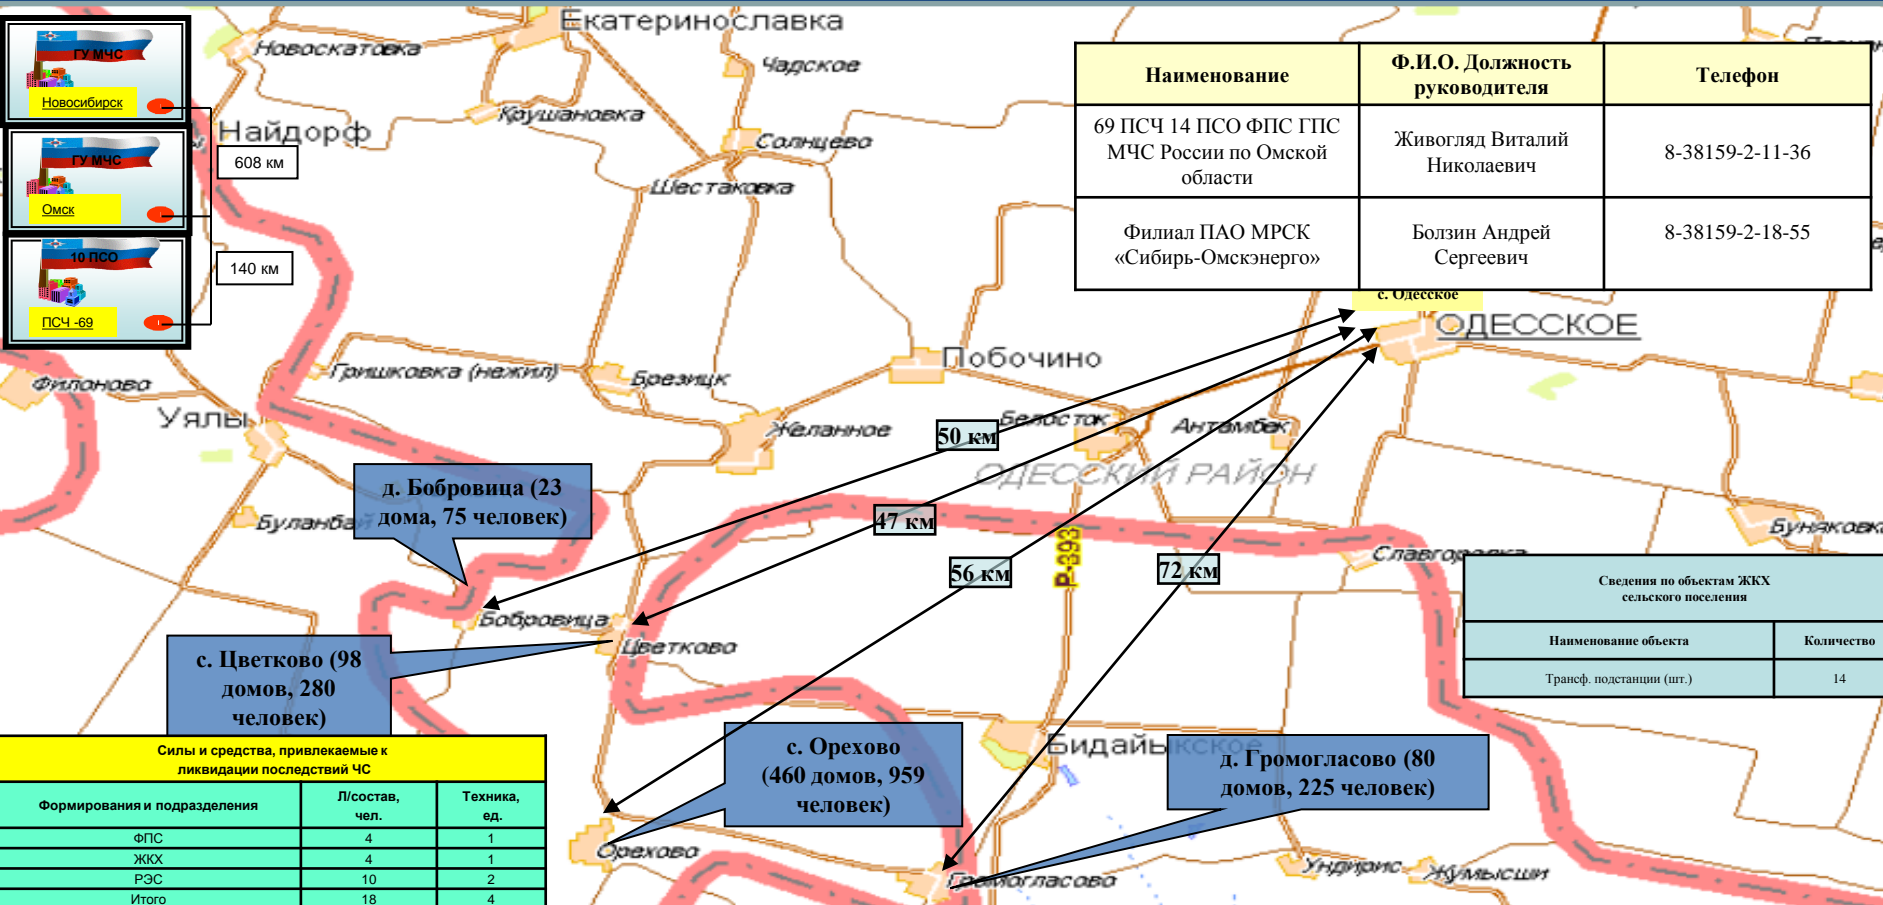 Екатеринославка
Новоскатовка
Чадское
Крушановка
Найдорф
Солнцево
Шестаковка
ГУ МЧС
Новосибирск
608 км
ГУ МЧС
Омск
140 км
10 ПСО
ПСЧ -69
Наименование
Ф.И.О. Должность
руководителя
Телефон
69 ПСЧ 14 ПСО ФПС ГПС
МЧС России по Омской
области
Живогляд Виталий
Николаевич
8-38159-2-11-36
Филиал ПАО МРСК
«Сибирь-Омскэнерго»
Болзин Андрей
Сергеевич
8-38159-2-18-55
с. Одесское
ОДЕССКОЕ
Побочино
Гришковка (нежил)
Брезицк
Филоново
Уялы
Желанное
Белосток
Антамбек
50 км
ОДЕССКИЙ РАЙОН
д. Бобровица (23
дома, 75 человек)
Буланбай
47 км
Буняковка
Славгородка
56 км
Р-393
72 км
Сведения по объектам ЖКХ
сельского поселения
Наименование объекта
Количество
Трансф. подстанции (шт.)
14
Бобровица
Цветково
с. Цветково (98
домов, 280
человек)
с. Орехово
(460 домов, 959
человек)
Бидайыкское
д. Громогласово (80
домов, 225 человек)
Силы и средства, привлекаемые к
ликвидации последствий ЧС
Формирования и подразделения
Л/состав,
чел.
Техника,
ед.
ФПС
4
1
ЖКХ
4
1
РЭС
10
2
Итого
18
4
Орехово
Громогласово
Ундирис
Жумысши